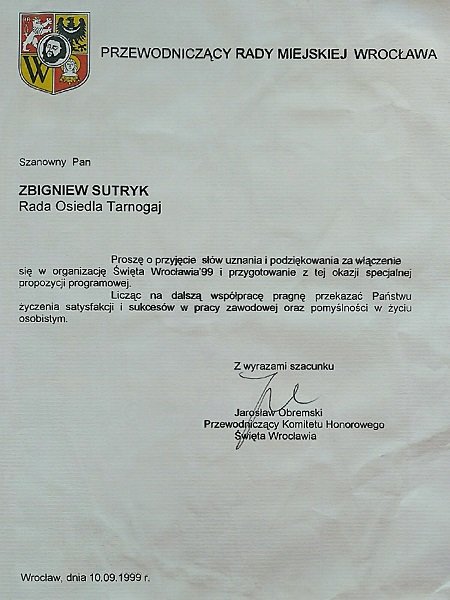 PRZEWODNICZĄCY RADY MIEJSKIEJ WROCŁAWA
W
Szanowny Pan
ZBIGNIEW SUTRYK
Rada Osiedla Tarnogaj
Proszę o przyjęcie słów uznania i podziękowania za włączenie
się w organizację Święta Wrocławia'99 i przygotowanie z tej okazji specjalnej
propozycji programowej.
Licząc na dalszą współpracę pragnę przekazać Państwu
życzenia satysfakcji i sukcesów w pracy zawodowej oraz pomyślności w życiu
osobistym.
Z wyrazami szacunku
Jarosław Obremski
Przewodniczący Komitetu Honorowego
Święta Wrocławia
Wrocław, dnia 10.09.1999 r.